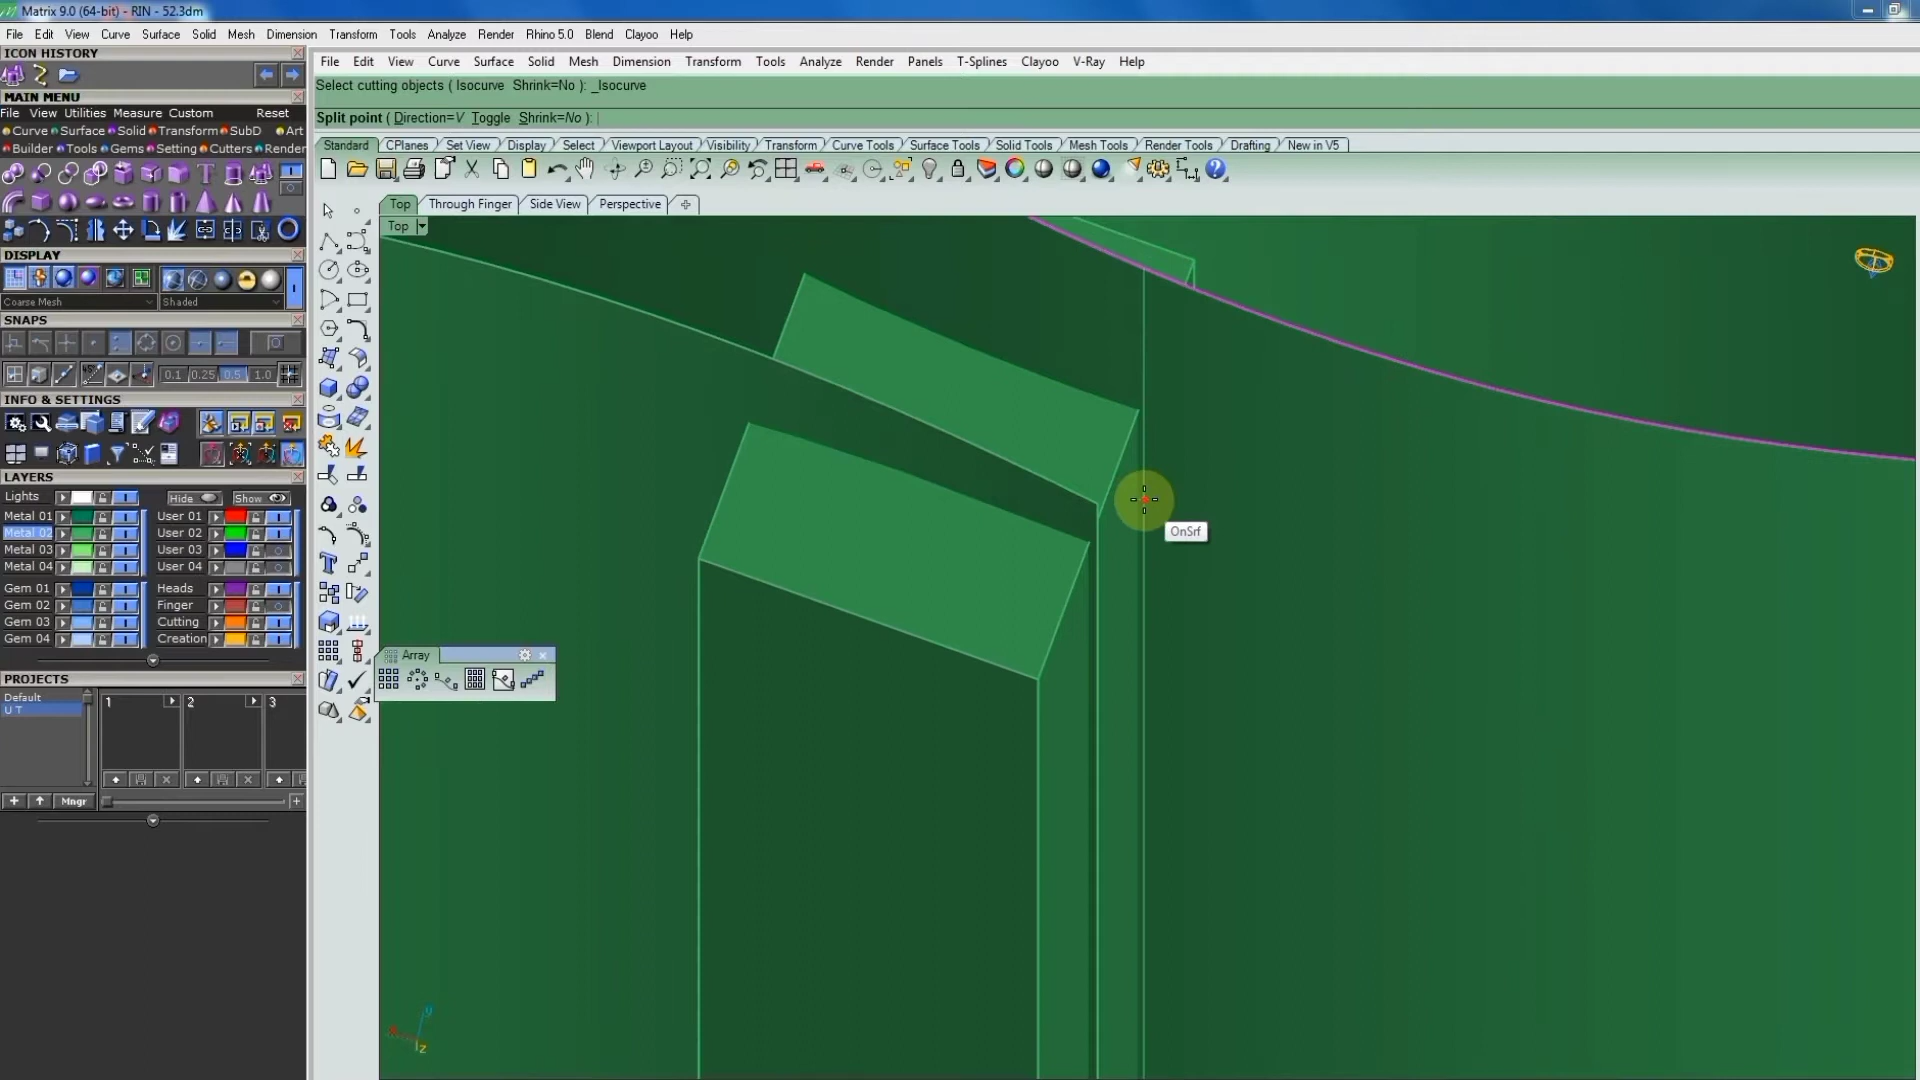 Matrix 9.0 (64-bit) - RIN - 52.3dm
File Edit View Curve Surface Solid Mesh Dimension Transform Tools Analyze Render Rhino 5.0 Blend Clayoo Help
ICON HISTORY
MAIN MENU
File View Utilities Measure Custom Reset
Curve Surface Solid Transform SubD Art
Builder Tools Gems Setting Cutters Render
DISPLAY
Coarse Mesh Shaded
SNAPS
0.1 0.25 0.5 1.0
INFO & SETTINGS
LAYERS
Lights Hide Show
Metal 01 User 01
Metal 02 User 02
Metal 03 User 03
Metal 04 User 04
Gem 01 Heads
Gem 02 Finger
Gem 03 Cutting
Gem 04 Creation
PROJECTS
Default
U T
1 2 3
Mngr
File Edit View Curve Surface Solid Mesh Dimension Transform Tools Analyze Render Panels T-Splines Clayoo V-Ray Help
Select cutting objects ( Isocurve Shrink=No ): _Isocurve
Split point ( Direction=V Toggle Shrink=No ):
Standard CPlanes Set View Display Select Viewport Layout Visibility Transform Curve Tools Surface Tools Solid Tools Mesh Tools Render Tools Drafting New in V5
Top Through Finger Side View Perspective
Top
OnSrf
Array
y
x
z